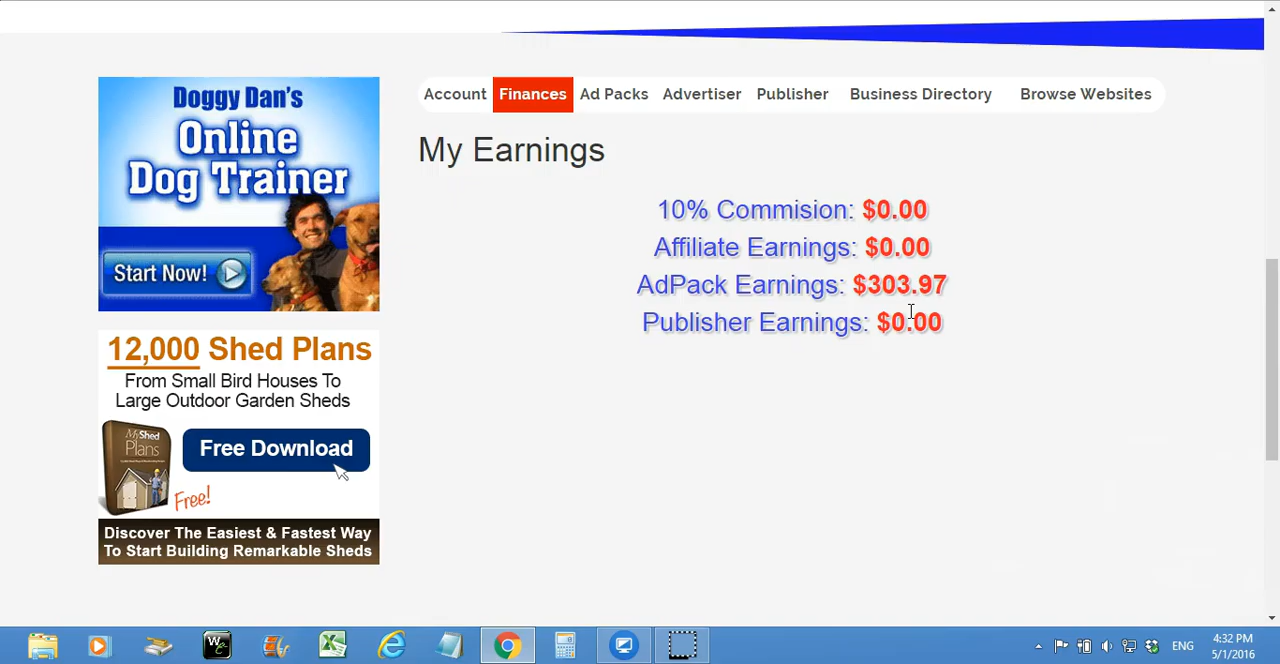 Doggy Dan's
Online
Dog Trainer
Start Now!
12,000 Shed Plans
From Small Bird Houses To
Large Outdoor Garden Sheds
My Shed
Plans
Free Download
Free!
Discover The Easiest & Fastest Way
To Start Building Remarkable Sheds
Account Finances Ad Packs Advertiser Publisher Business Directory Browse Websites
My Earnings
10% Commision: $0.00
Affiliate Earnings: $0.00
AdPack Earnings: $303.97
Publisher Earnings: $0.00
ENG
4:32 PM
5/1/2016